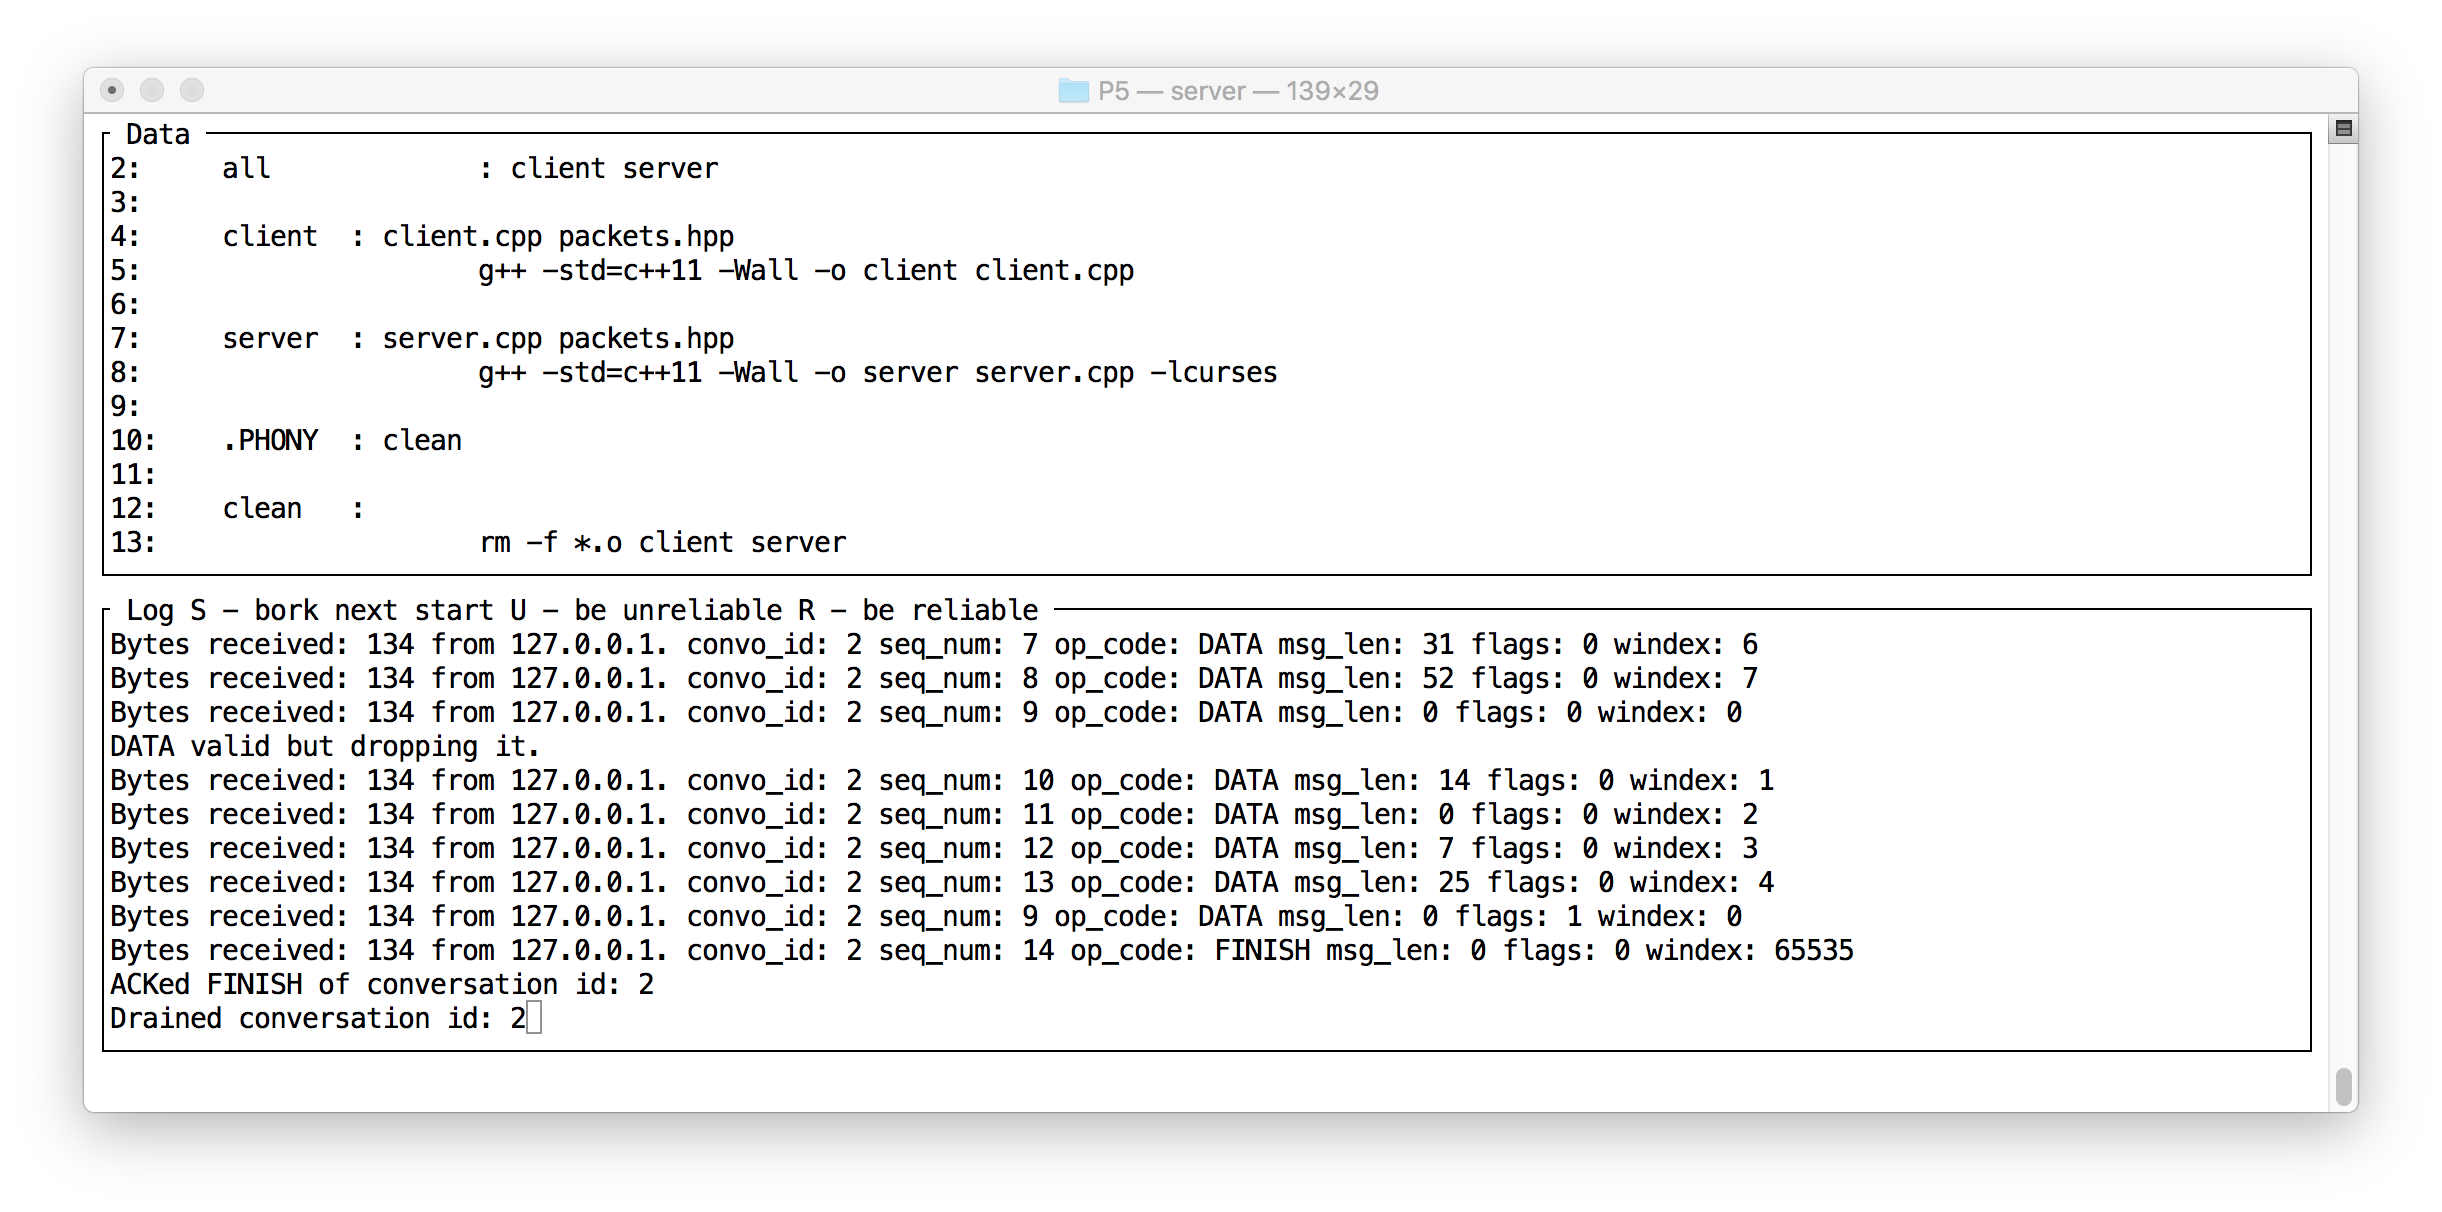 P5 — server — 139×29
Data
2:     all             : client server
3:
4:     client  : client.cpp packets.hpp
5:                     g++ -std=c++11 -Wall -o client client.cpp
6:
7:     server  : server.cpp packets.hpp
8:                     g++ -std=c++11 -Wall -o server server.cpp -lcurses
9:
10:    .PHONY  : clean
11:
12:    clean   :
13:                    rm -f *.o client server
Log S - bork next start U - be unreliable R - be reliable
Bytes received: 134 from 127.0.0.1. convo_id: 2 seq_num: 7 op_code: DATA msg_len: 31 flags: 0 windex: 6
Bytes received: 134 from 127.0.0.1. convo_id: 2 seq_num: 8 op_code: DATA msg_len: 52 flags: 0 windex: 7
Bytes received: 134 from 127.0.0.1. convo_id: 2 seq_num: 9 op_code: DATA msg_len: 0 flags: 0 windex: 0
DATA valid but dropping it.
Bytes received: 134 from 127.0.0.1. convo_id: 2 seq_num: 10 op_code: DATA msg_len: 14 flags: 0 windex: 1
Bytes received: 134 from 127.0.0.1. convo_id: 2 seq_num: 11 op_code: DATA msg_len: 0 flags: 0 windex: 2
Bytes received: 134 from 127.0.0.1. convo_id: 2 seq_num: 12 op_code: DATA msg_len: 7 flags: 0 windex: 3
Bytes received: 134 from 127.0.0.1. convo_id: 2 seq_num: 13 op_code: DATA msg_len: 25 flags: 0 windex: 4
Bytes received: 134 from 127.0.0.1. convo_id: 2 seq_num: 9 op_code: DATA msg_len: 0 flags: 1 windex: 0
Bytes received: 134 from 127.0.0.1. convo_id: 2 seq_num: 14 op_code: FINISH msg_len: 0 flags: 0 windex: 65535
ACKed FINISH of conversation id: 2
Drained conversation id: 2